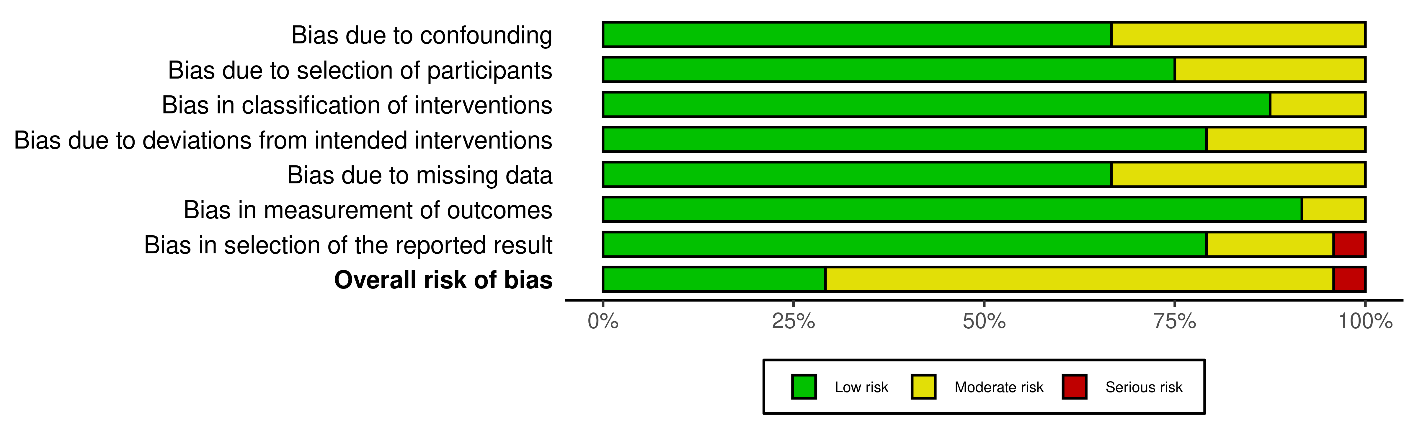 Bias due to confounding
Bias due to selection of participants
Bias in classification of interventions
Bias due to deviations from intended interventions
Bias due to missing data
Bias in measurement of outcomes
Bias in selection of the reported result
Overall risk of bias
0% 25% 50% 75% 100%
Low risk Moderate risk Serious risk